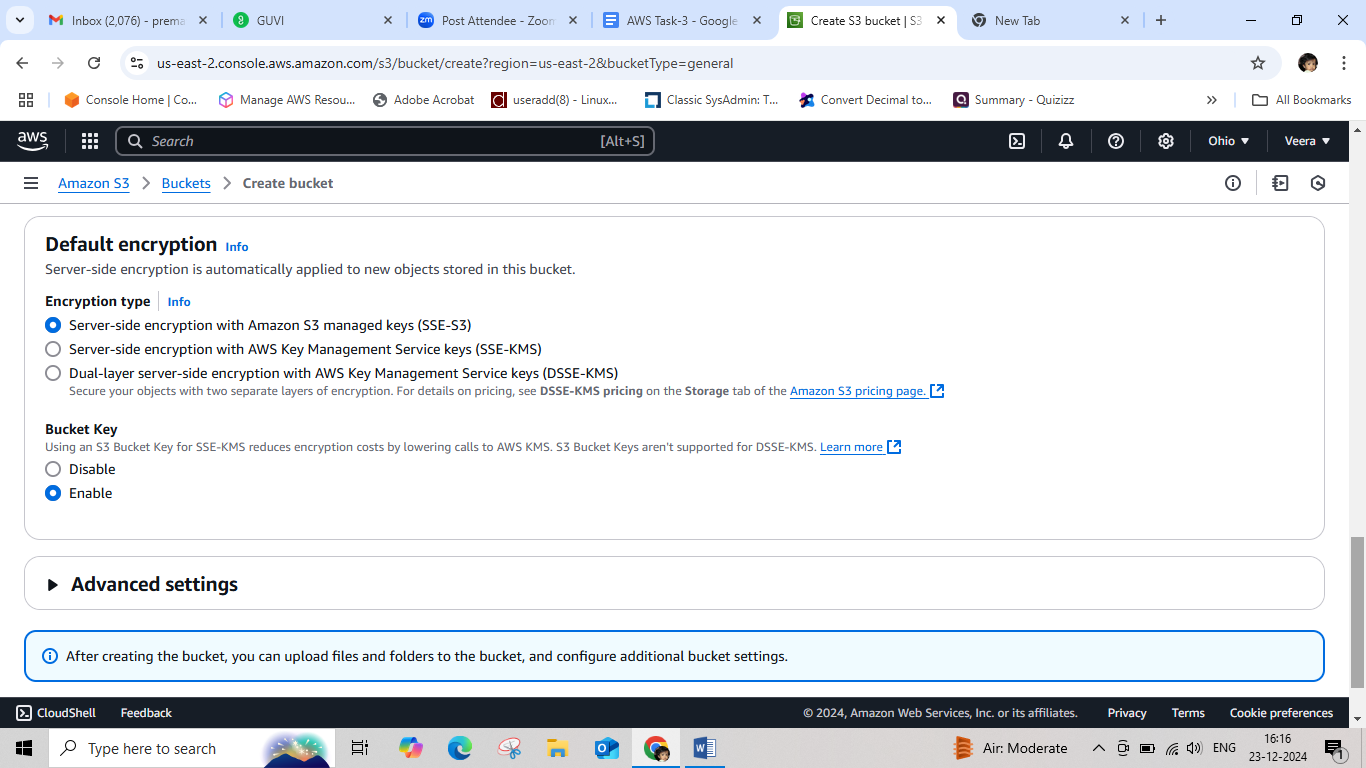 Inbox (2,076) - prema
GUVI
Post Attendee - Zoom
AWS Task-3 - Google
Create S3 bucket | S3
New Tab
us-east-2.console.aws.amazon.com/s3/bucket/create?region=us-east-2&bucketType=general
Console Home | Co...
Manage AWS Resou...
Adobe Acrobat
useradd(8) - Linux...
Classic SysAdmin: T...
Convert Decimal to...
Summary - Quizizz
All Bookmarks
aws
Search
[Alt+S]
Ohio
Veera
Amazon S3 > Buckets > Create bucket
Default encryption Info
Server-side encryption is automatically applied to new objects stored in this bucket.
Encryption type Info
Server-side encryption with Amazon S3 managed keys (SSE-S3)
Server-side encryption with AWS Key Management Service keys (SSE-KMS)
Dual-layer server-side encryption with AWS Key Management Service keys (DSSE-KMS)
Secure your objects with two separate layers of encryption. For details on pricing, see DSSE-KMS pricing on the Storage tab of the Amazon S3 pricing page.
Bucket Key
Using an S3 Bucket Key for SSE-KMS reduces encryption costs by lowering calls to AWS KMS. S3 Bucket Keys aren't supported for DSSE-KMS. Learn more
Disable
Enable
Advanced settings
After creating the bucket, you can upload files and folders to the bucket, and configure additional bucket settings.
CloudShell
Feedback
© 2024, Amazon Web Services, Inc. or its affiliates.
Privacy
Terms
Cookie preferences
Type here to search
Air: Moderate
ENG
16:16
23-12-2024
1